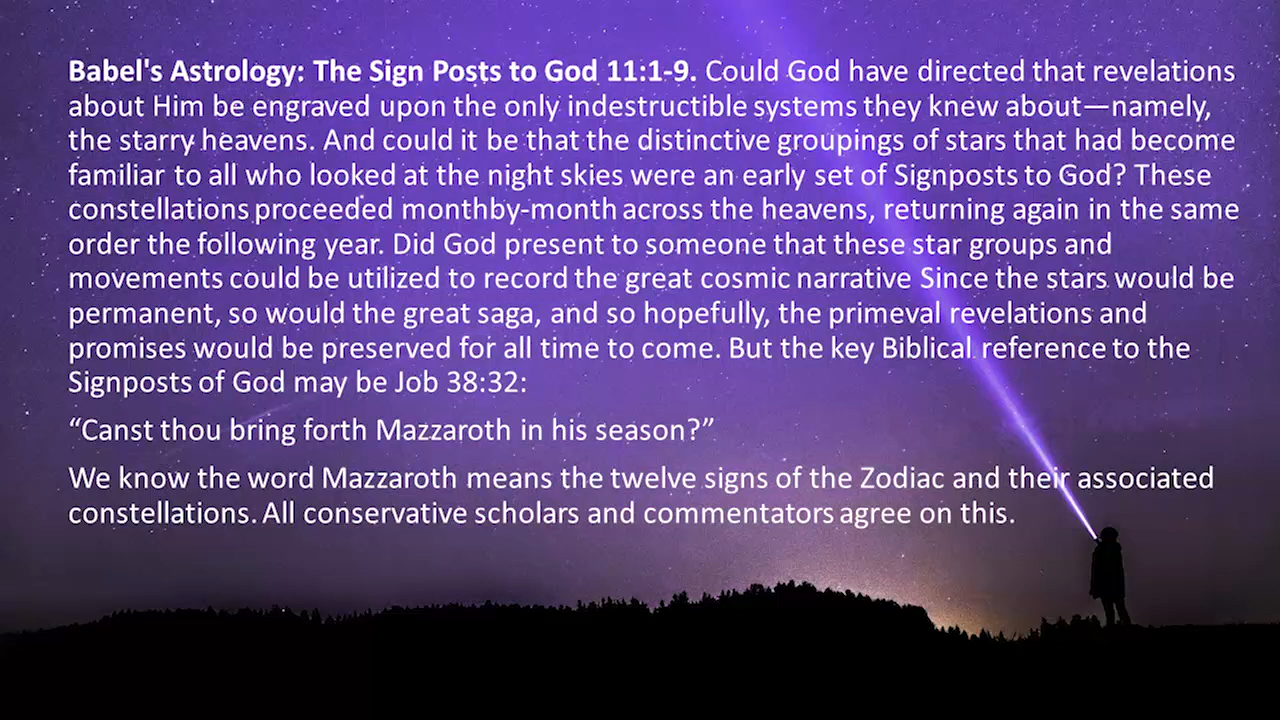 Babel's Astrology: The Sign Posts to God 11:1-9. Could God have directed that revelations
about Him be engraved upon the only indestructible systems they knew about—namely,
the starry heavens. And could it be that the distinctive groupings of stars that had become
familiar to all who looked at the night skies were an early set of Signposts to God? These
constellations proceeded monthby-month across the heavens, returning again in the same
order the following year. Did God present to someone that these star groups and
movements could be utilized to record the great cosmic narrative Since the stars would be
permanent, so would the great saga, and so hopefully, the primeval revelations and
promises would be preserved for all time to come. But the key Biblical reference to the
Signposts of God may be Job 38:32:
“Canst thou bring forth Mazzaroth in his season?”
We know the word Mazzaroth means the twelve signs of the Zodiac and their associated
constellations. All conservative scholars and commentators agree on this.